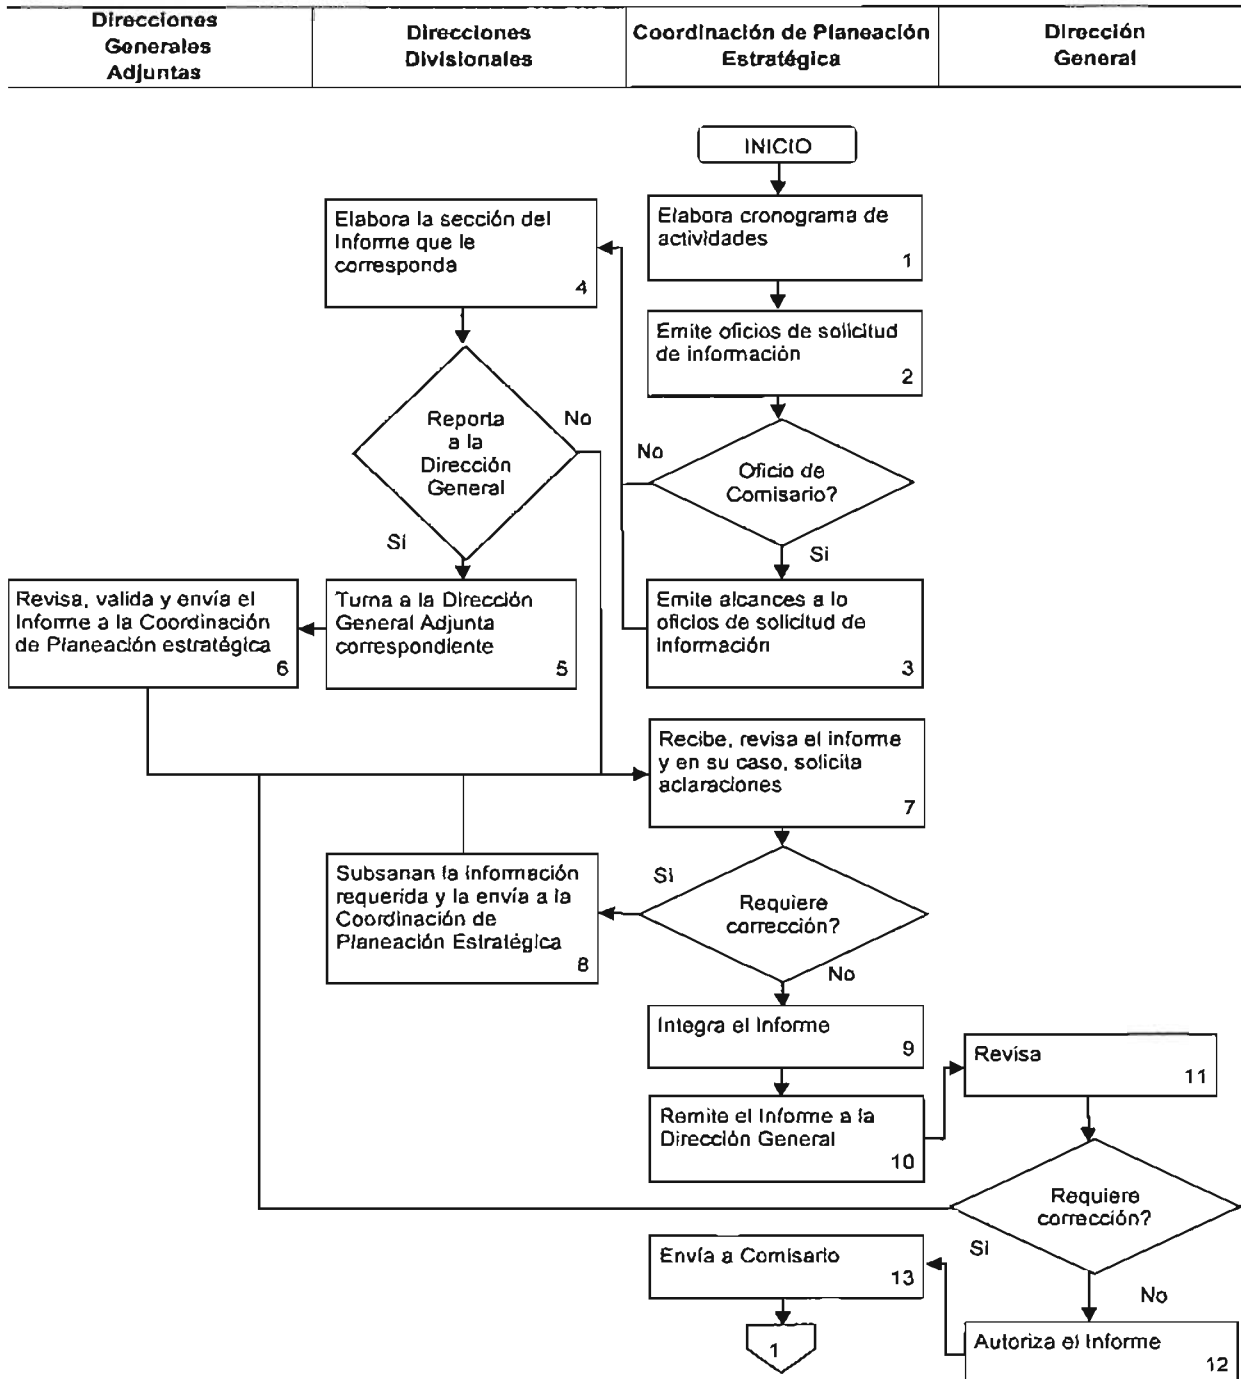 Direcciones
Generales
Adjuntas
Direcciones
Divisionales
Coordinación de Planeación
Estratégica
Dirección
General
INICIO
Elabora cronograma de
actividades
1
Emite oficios de solicitud
de información
2
Oficio de
Comisario?
No
Si
Emite alcances a lo
oficios de solicitud de
Información
3
Elabora la sección del
Informe que le
corresponda
4
Reporta
a la
Dirección
General
No
Sí
Turna a la Dirección
General Adjunta
correspondiente
5
Revisa, valida y envía el
Informe a la Coordinación
de Planeación estratégica
6
Recibe, revisa el informe
y en su caso, solicita
aclaraciones
7
Requiere
corrección?
Sí
No
Subsanan la Información
requerida y la envía a la
Coordinación de
Planeación Estratégica
8
Integra el Informe
9
Remite el Informe a la
Dirección General
10
Revisa
11
Requiere
corrección?
Si
No
Autoriza el Informe
12
Envía a Comisario
13
1